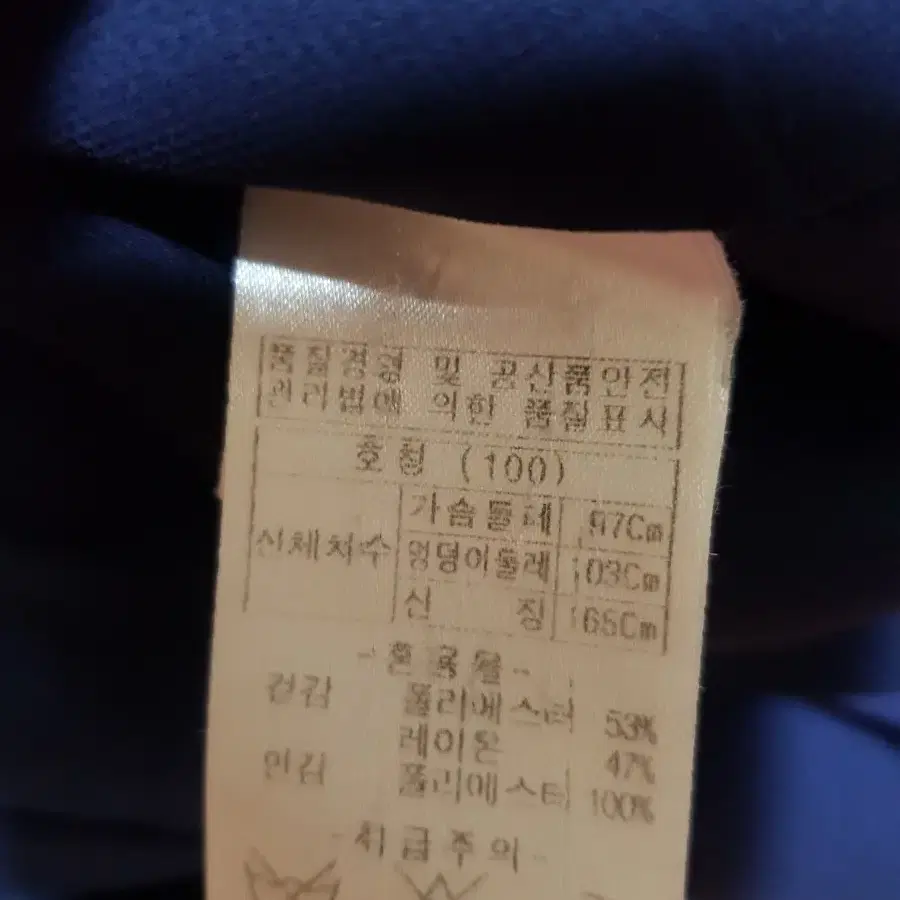 품질경영 및 공산품안전
관리법에 의한 품질표시
호칭 (100)
신체치수
가슴둘레 97Cm
엉덩이둘레 103Cm
신 장 165Cm
- 혼용율 -
겉감 폴리에스터 53%
레이온 47%
안감 폴리에스터 100%
- 취급주의 -